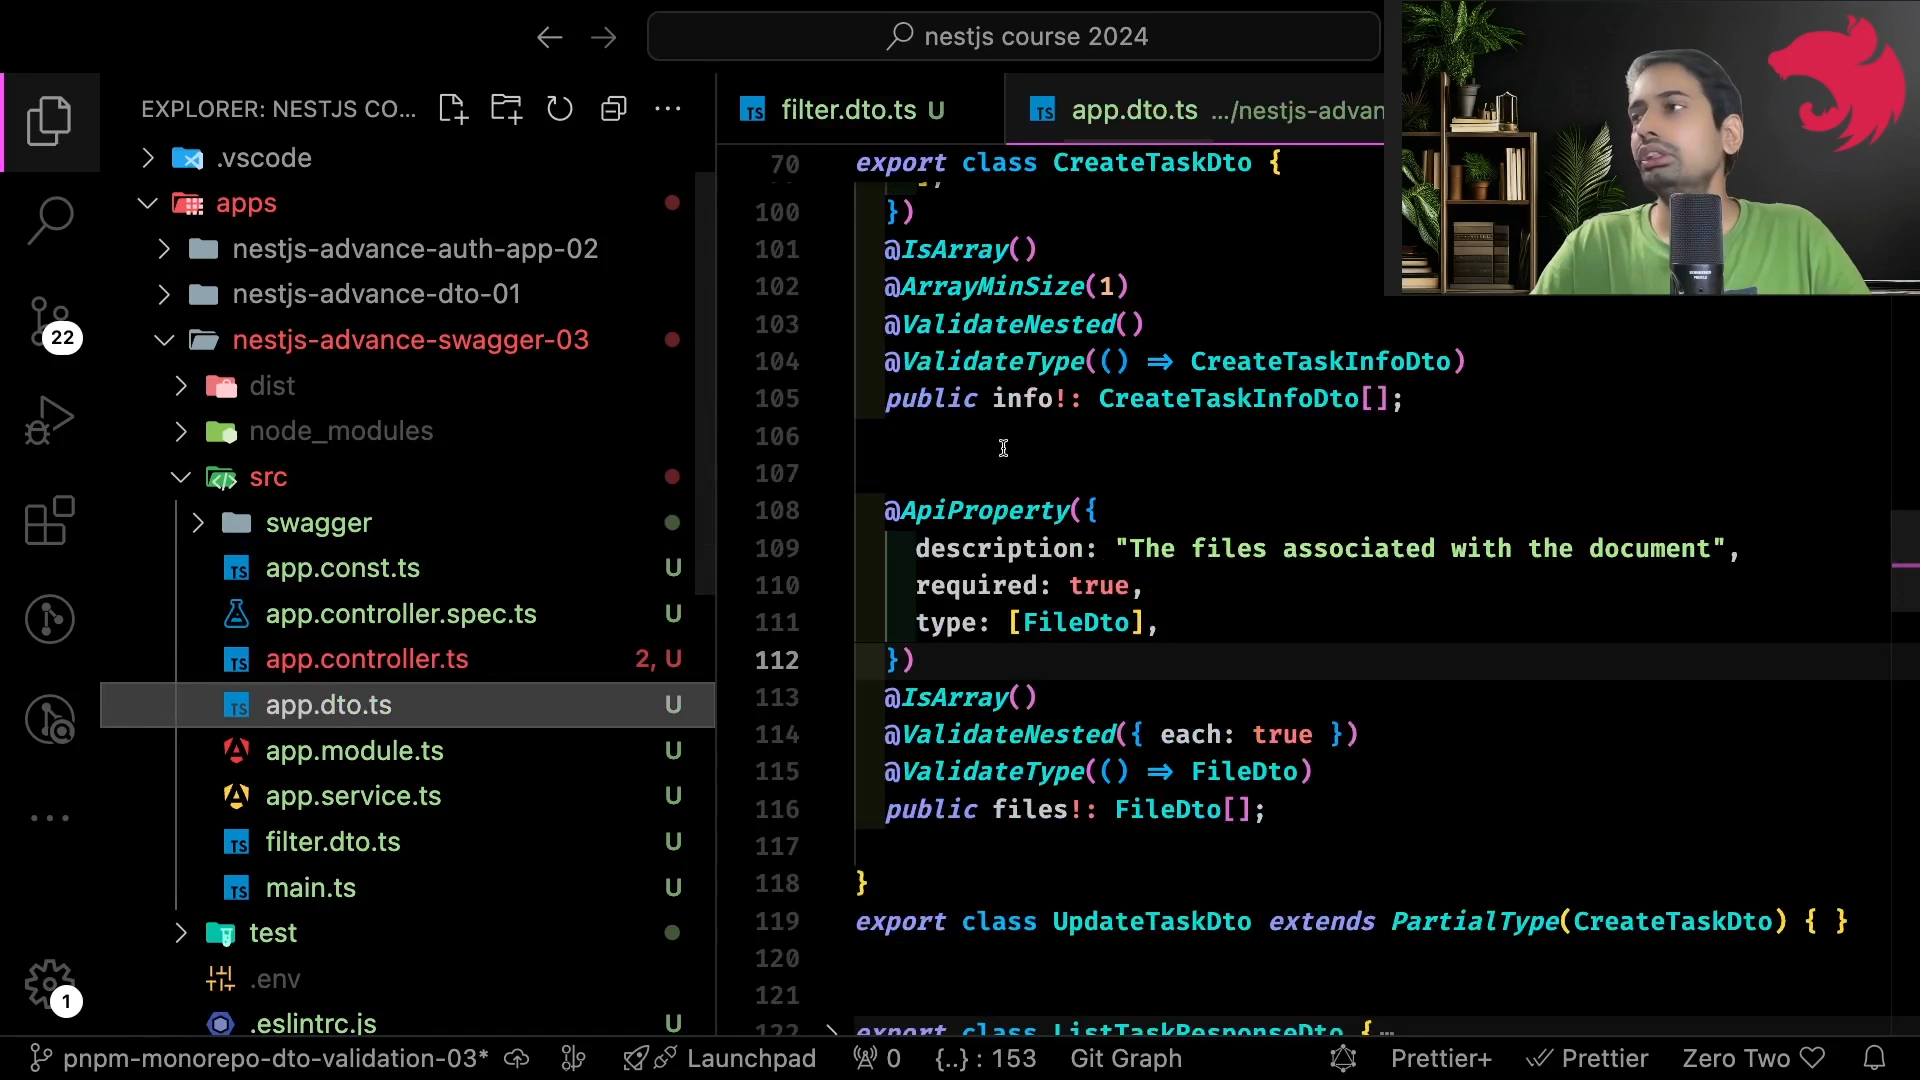 nestjs course 2024
EXPLORER: NESTJS CO...
filter.dto.ts U
app.dto.ts .../nestjs-advan
.vscode
apps
nestjs-advance-auth-app-02
nestjs-advance-dto-01
nestjs-advance-swagger-03
dist
node_modules
src
swagger
app.const.ts U
app.controller.spec.ts U
app.controller.ts 2, U
app.dto.ts U
app.module.ts U
app.service.ts U
filter.dto.ts U
main.ts U
test
.env
.eslintrc.js U
22
1
70 export class CreateTaskDto {
100 })
101 @IsArray()
102 @ArrayMinSize(1)
103 @ValidateNested()
104 @ValidateType(() => CreateTaskInfoDto)
105 public info!: CreateTaskInfoDto[];
106
107
108 @ApiProperty({
109 description: "The files associated with the document",
110 required: true,
111 type: [FileDto],
112 })
113 @IsArray()
114 @ValidateNested({ each: true })
115 @ValidateType(() => FileDto)
116 public files!: FileDto[];
117
118 }
119 export class UpdateTaskDto extends PartialType(CreateTaskDto) { }
120
121
122 export class ListTaskResponseDto {…
pnpm-monorepo-dto-validation-03* Launchpad 0 {..} : 153 Git Graph Prettier+ Prettier Zero Two